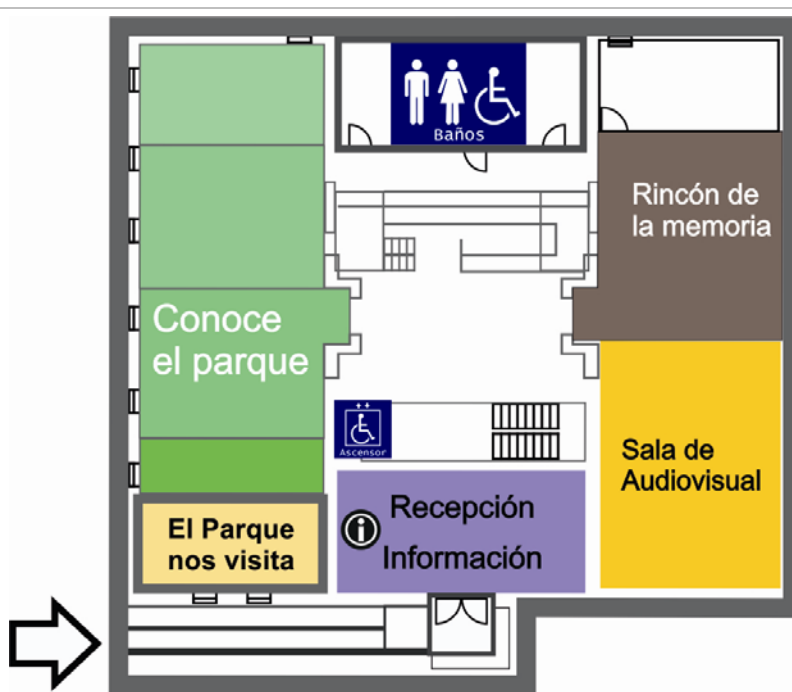 Baños
Rincón de
la memoria
Conoce
el parque
Ascensor
Sala de
Audiovisual
Recepción
Información
El Parque
nos visita